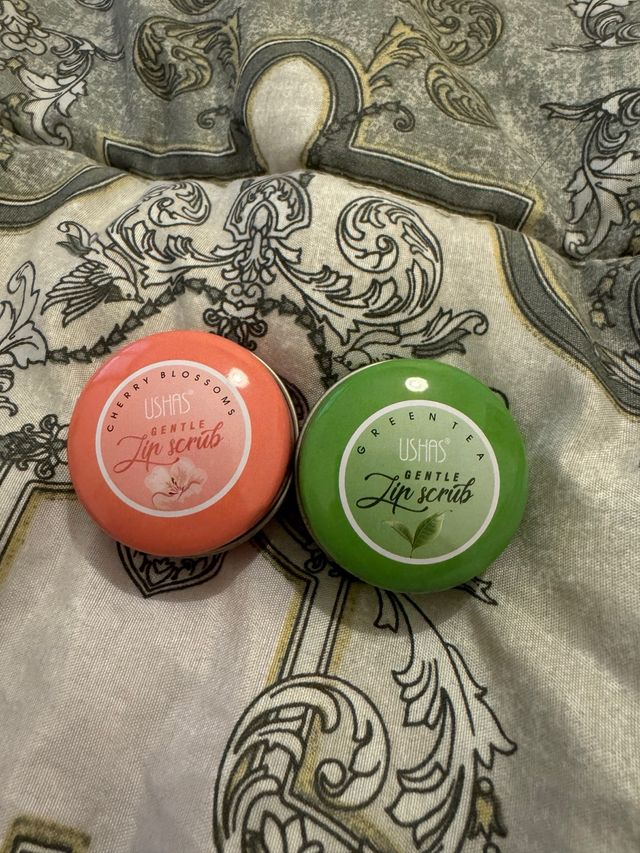 CHERRY BLOSSOMS
USHAS®
GENTLE
Lip scrub
GREEN TEA
USHAS®
GENTLE
Lip scrub